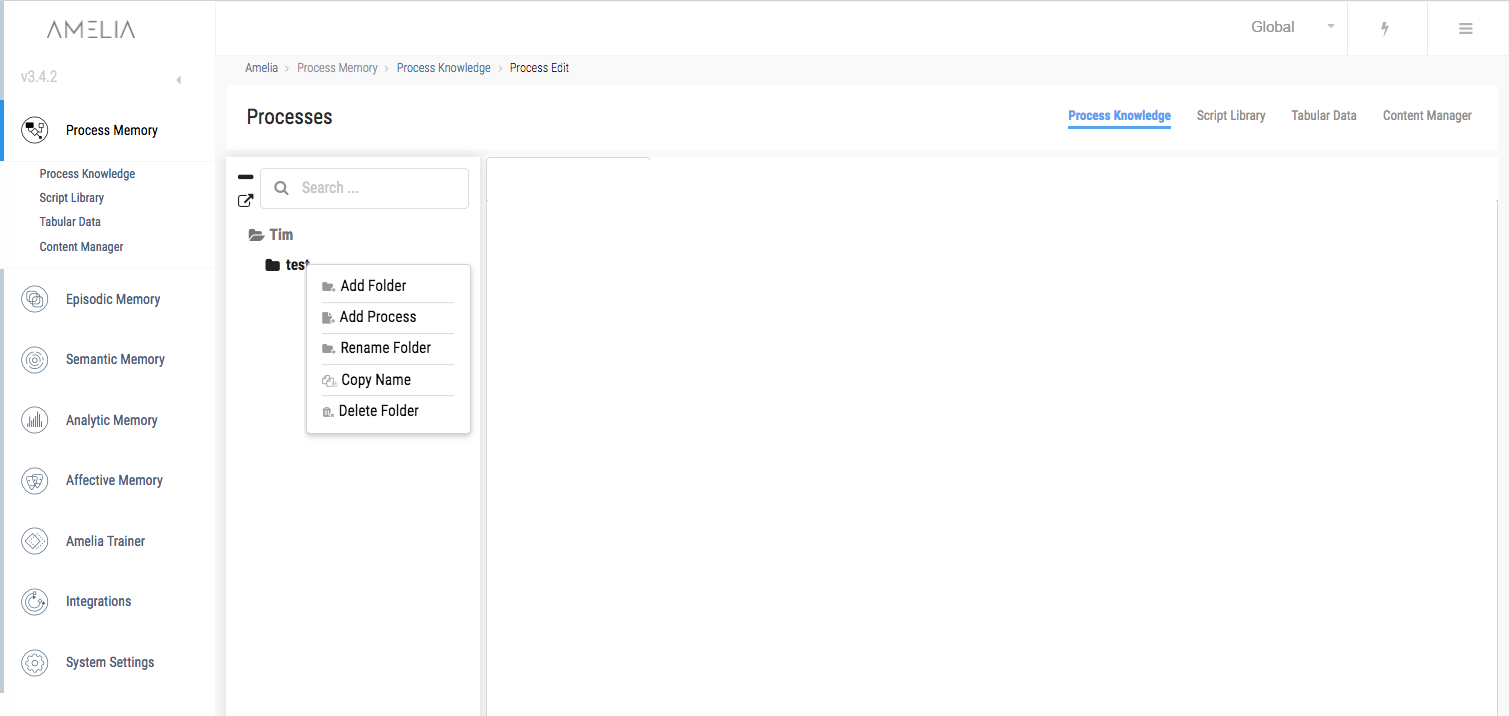 AMELIA
Global
v3.4.2
Amelia › Process Memory › Process Knowledge › Process Edit
Process Memory
Process Knowledge
Script Library
Tabular Data
Content Manager
Episodic Memory
Semantic Memory
Analytic Memory
Affective Memory
Amelia Trainer
Integrations
System Settings
Processes
Process Knowledge Script Library Tabular Data Content Manager
Search ...
Tim
test
Add Folder
Add Process
Rename Folder
Copy Name
Delete Folder